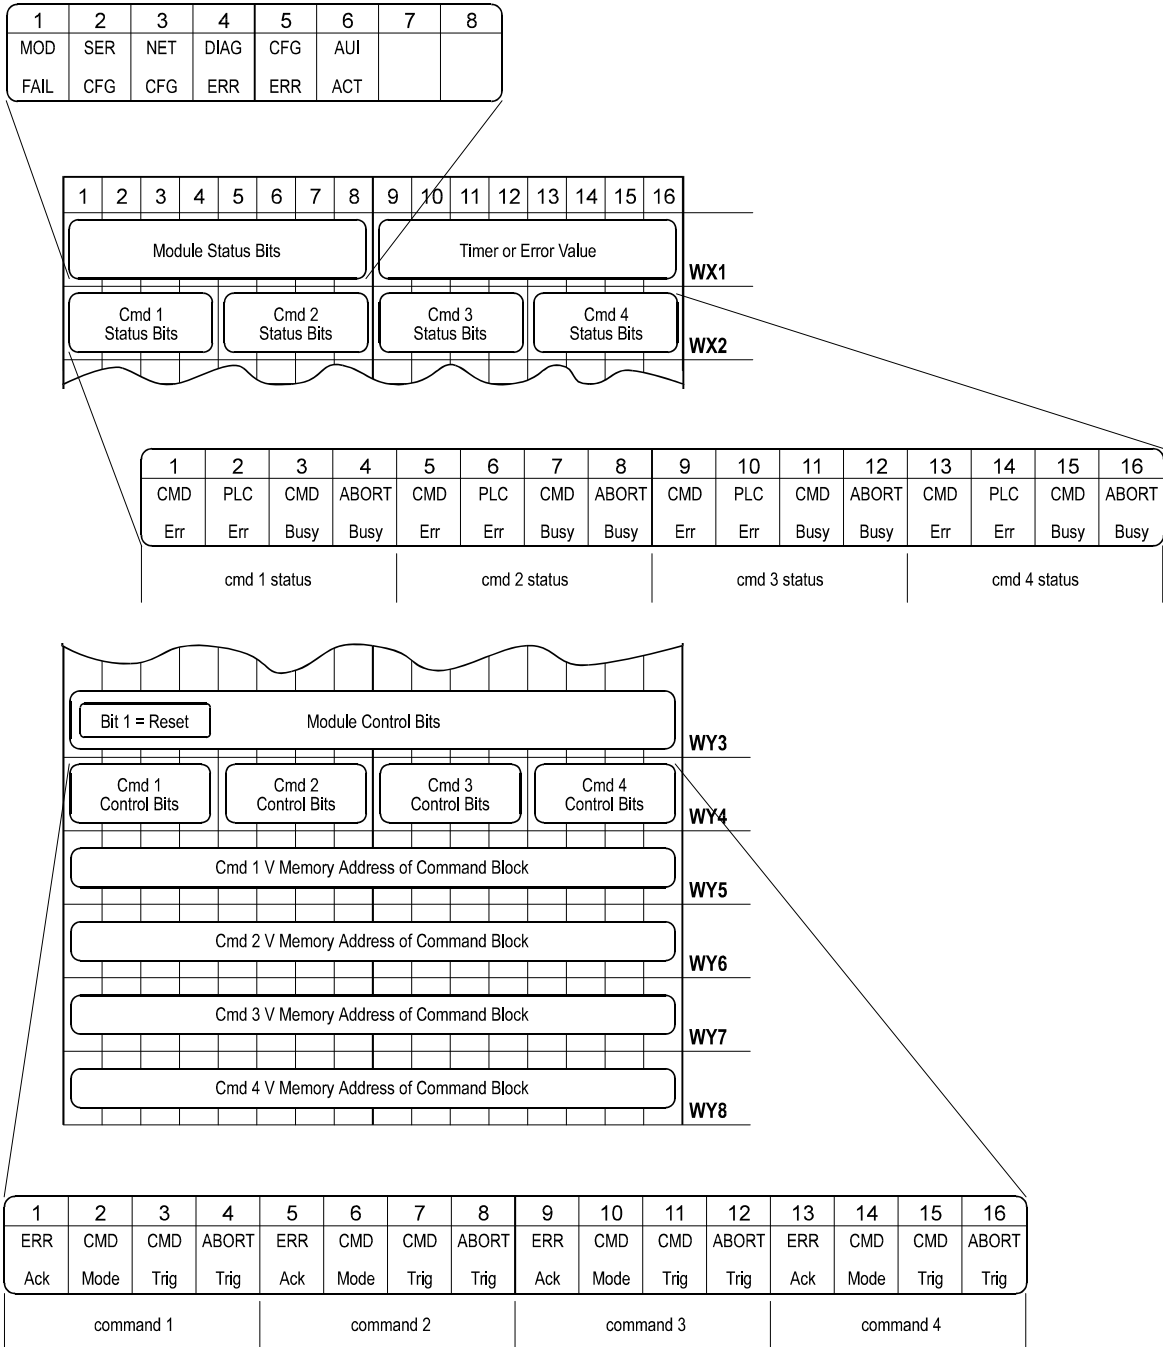 1 2 3 4 5 6 7 8
MOD SER NET DIAG CFG AUI
FAIL CFG CFG ERR ERR ACT
1 2 3 4 5 6 7 8 9 10 11 12 13 14 15 16
Module Status Bits Timer or Error Value
WX1
Cmd 1 Cmd 2 Cmd 3 Cmd 4
Status Bits Status Bits Status Bits Status Bits
WX2
1 2 3 4 5 6 7 8 9 10 11 12 13 14 15 16
CMD PLC CMD ABORT CMD PLC CMD ABORT CMD PLC CMD ABORT CMD PLC CMD ABORT
Err Err Busy Busy Err Err Busy Busy Err Err Busy Busy Err Err Busy Busy
cmd 1 status cmd 2 status cmd 3 status cmd 4 status
Bit 1 = Reset Module Control Bits
WY3
Cmd 1 Cmd 2 Cmd 3 Cmd 4
Control Bits Control Bits Control Bits Control Bits
WY4
Cmd 1 V Memory Address of Command Block
WY5
Cmd 2 V Memory Address of Command Block
WY6
Cmd 3 V Memory Address of Command Block
WY7
Cmd 4 V Memory Address of Command Block
WY8
1 2 3 4 5 6 7 8 9 10 11 12 13 14 15 16
ERR CMD CMD ABORT ERR CMD CMD ABORT ERR CMD CMD ABORT ERR CMD CMD ABORT
Ack Mode Trig Trig Ack Mode Trig Trig Ack Mode Trig Trig Ack Mode Trig Trig
command 1 command 2 command 3 command 4